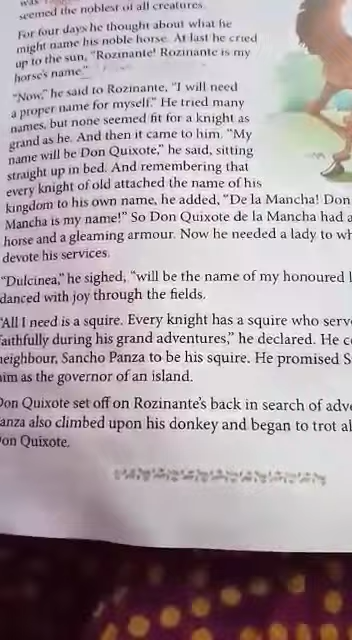 was
seemed the noblest of all creatures.
For four days he thought about what he
might name his noble horse. At last he cried
up to the sun, "Rozinante! Rozinante is my
horse's name."
"Now," he said to Rozinante, "I will need
a proper name for myself." He tried many
names, but none seemed fit for a knight as
grand as he. And then it came to him. "My
name will be Don Quixote," he said, sitting
straight up in bed. And remembering that
every knight of old attached the name of his
kingdom to his own name, he added, "De la Mancha! Don
Mancha is my name!" So Don Quixote de la Mancha had a
horse and a gleaming armour. Now he needed a lady to wh
devote his services.
"Dulcinea," he sighed, "will be the name of my honoured l
danced with joy through the fields.
"All I need is a squire. Every knight has a squire who serv
faithfully during his grand adventures," he declared. He c
neighbour, Sancho Panza to be his squire. He promised S
him as the governor of an island.
Don Quixote set off on Rozinante's back in search of adve
anza also climbed upon his donkey and began to trot al
on Quixote.